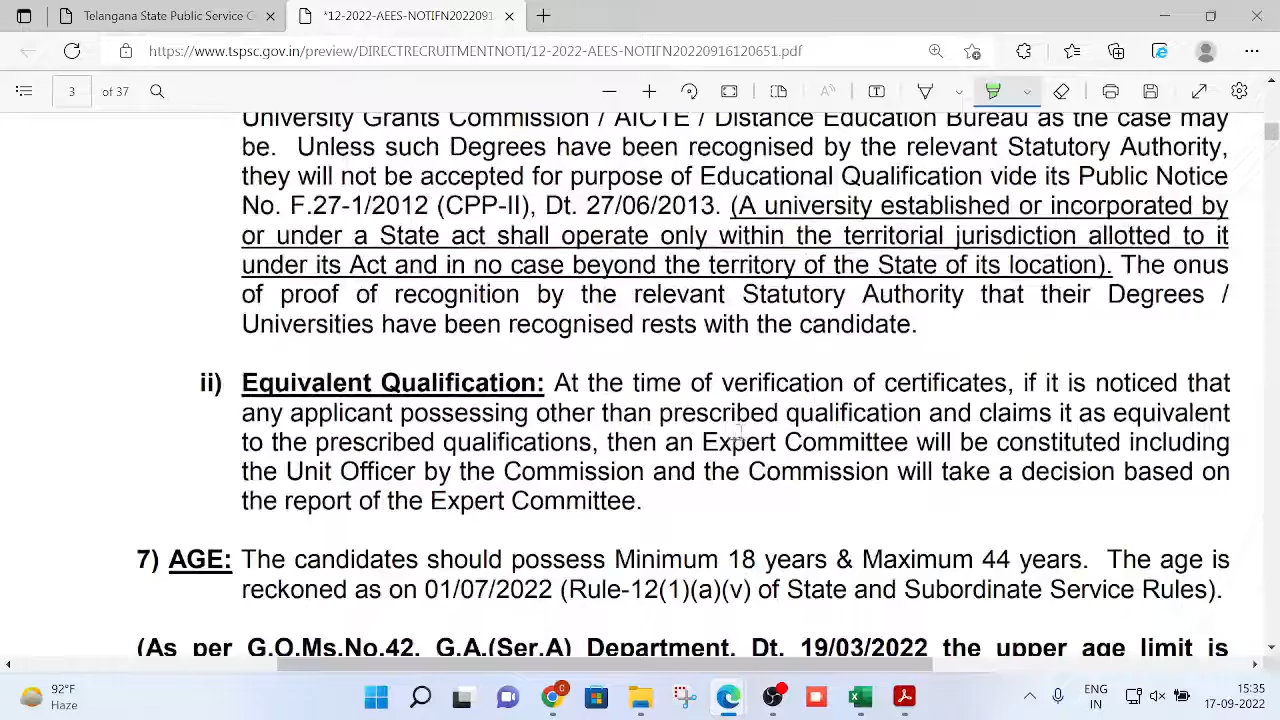 Telangana State Public Service C
*12-2022-AEES-NOTIFN2022091
https://www.tspsc.gov.in/preview/DIRECTRECRUITMENTNOTI/12-2022-AEES-NOTIFN20220916120651.pdf
3 of 37
University Grants Commission / AICTE / Distance Education Bureau as the case may
be. Unless such Degrees have been recognised by the relevant Statutory Authority,
they will not be accepted for purpose of Educational Qualification vide its Public Notice
No. F.27-1/2012 (CPP-II), Dt. 27/06/2013. (A university established or incorporated by
or under a State act shall operate only within the territorial jurisdiction allotted to it
under its Act and in no case beyond the territory of the State of its location). The onus
of proof of recognition by the relevant Statutory Authority that their Degrees /
Universities have been recognised rests with the candidate.
ii) Equivalent Qualification: At the time of verification of certificates, if it is noticed that
any applicant possessing other than prescribed qualification and claims it as equivalent
to the prescribed qualifications, then an Expert Committee will be constituted including
the Unit Officer by the Commission and the Commission will take a decision based on
the report of the Expert Committee.
7) AGE: The candidates should possess Minimum 18 years & Maximum 44 years. The age is
reckoned as on 01/07/2022 (Rule-12(1)(a)(v) of State and Subordinate Service Rules).
(As per G.O.Ms.No.42, G.A.(Ser.A) Department, Dt. 19/03/2022 the upper age limit is
92°F
Haze
ENG
IN
15:35
17-09-2022